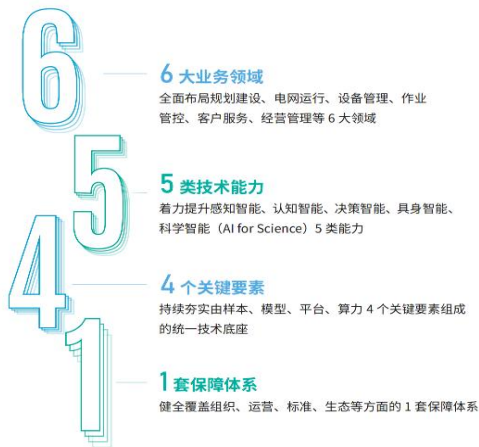 6
6 大业务领域
全面布局规划建设、电网运行、设备管理、作业
管控、客户服务、经营管理等 6 大领域
5
5 类技术能力
着力提升感知智能、认知智能、决策智能、具身智能、
科学智能（AI for Science）5 类能力
4
4 个关键要素
持续夯实由样本、模型、平台、算力 4 个关键要素组成
的统一技术底座
1
1 套保障体系
健全覆盖组织、运营、标准、生态等方面的 1 套保障体系